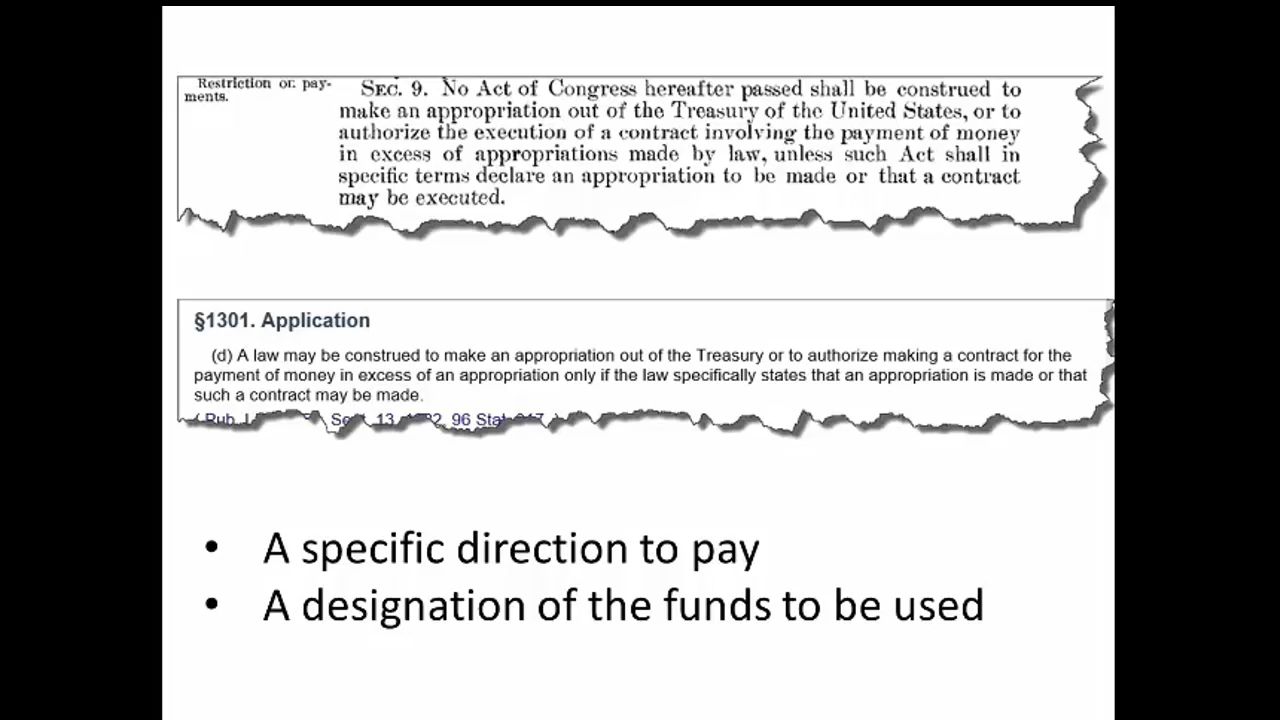 Restriction on pay-
ments.
SEC. 9. No Act of Congress hereafter passed shall be construed to
make an appropriation out of the Treasury of the United States, or to
authorize the execution of a contract involving the payment of money
in excess of appropriations made by law, unless such Act shall in
specific terms declare an appropriation to be made or that a contract
may be executed.
§1301. Application
(d) A law may be construed to make an appropriation out of the Treasury or to authorize making a contract for the
payment of money in excess of an appropriation only if the law specifically states that an appropriation is made or that
such a contract may be made.
( Pub. 13, 96 Stat.
• A specific direction to pay
• A designation of the funds to be used